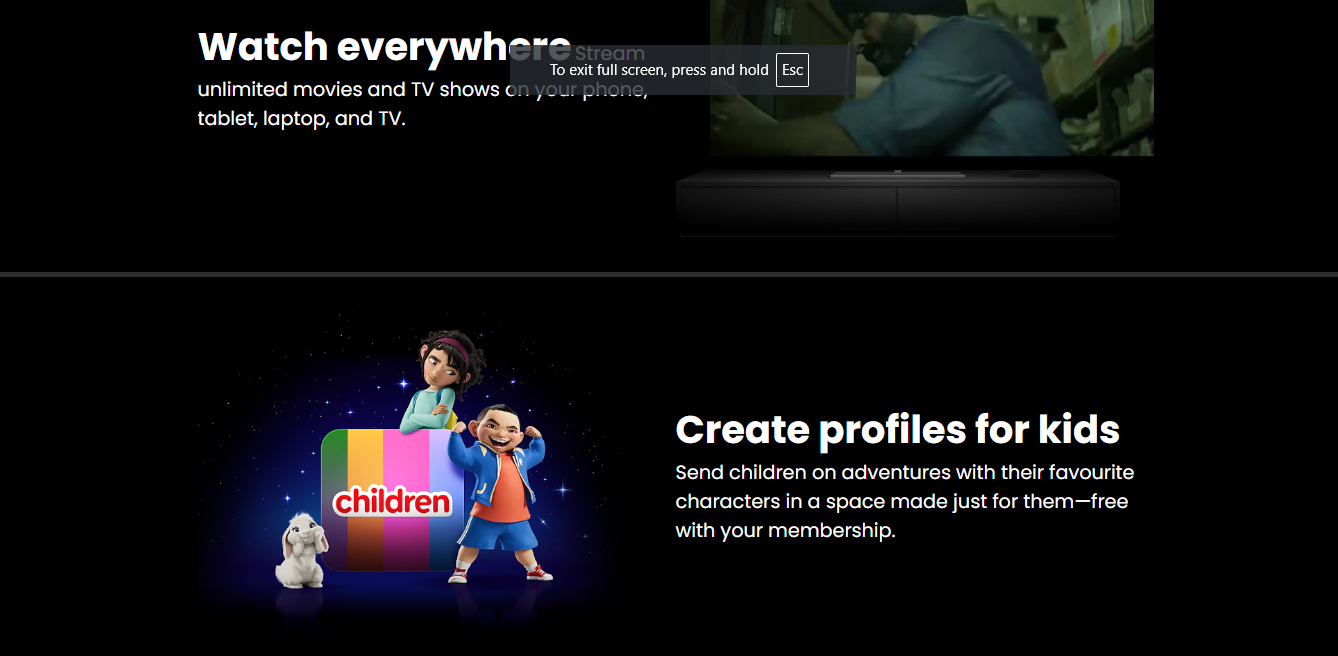 Watch everywhere Stream
To exit full screen, press and hold Esc
unlimited movies and TV shows on your phone,
tablet, laptop, and TV.
children
Create profiles for kids
Send children on adventures with their favourite
characters in a space made just for them—free
with your membership.